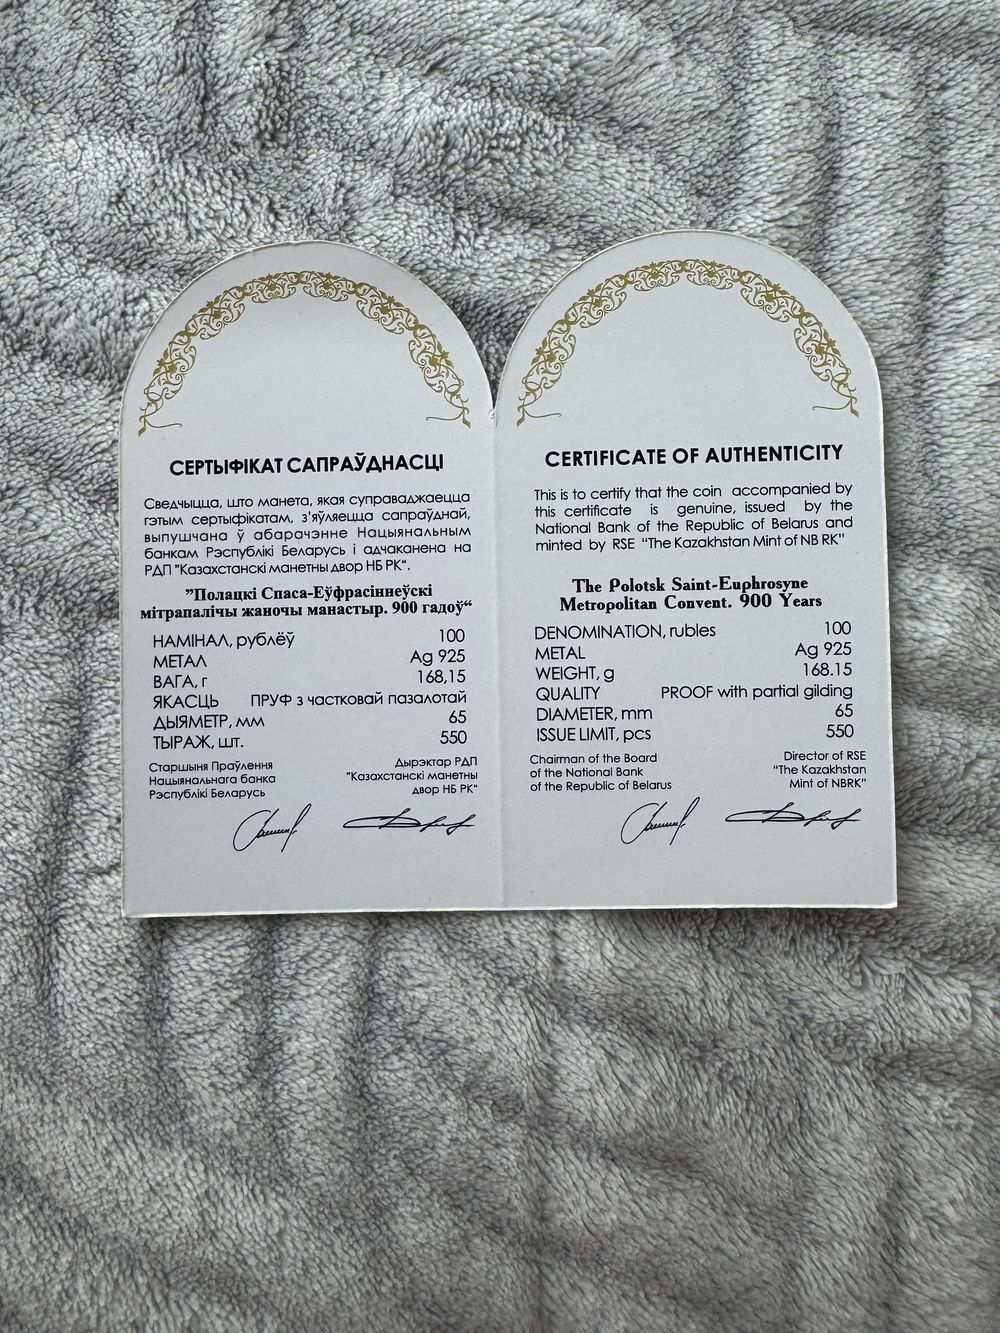 СЕРТЫФІКАТ САПРАЎДНАСЦІ
Сведчыцца, што манета, якая суправаджаецца
гэтым сертыфікатам, з'яўляецца сапраўднай,
выпушчана ў абарачэнне Нацыянальным
банкам Рэспублікі Беларусь і адчаканена на
РДП "Казахстанскі манетны двор НБ РК“.
”Полацкі Спаса-Еўфрасіннеўскі
мітрапалічы жаночы манастыр. 900 гадоў“
НАМІНАЛ, рублёў 100
МЕТАЛ Ag 925
ВАГА, г 168,15
ЯКАСЦЬ ПРУФ з частковай пазалотай
ДЫЯМЕТР, мм 65
ТЫРАЖ, шт. 550
Старшыня Праўлення
Нацыянальнага банка
Рэспублікі Беларусь
Дырэктар РДП
"Казахстанскі манетны
двор НБ РК“
CERTIFICATE OF AUTHENTICITY
This is to certify that the coin accompanied by
this certificate is genuine, issued by the
National Bank of the Republic of Belarus and
minted by RSE "The Kazakhstan Mint of NB RK"
The Polotsk Saint-Euphrosyne
Metropolitan Convent. 900 Years
DENOMINATION, rubles 100
METAL Ag 925
WEIGHT, g 168.15
QUALITY PROOF with partial gilding
DIAMETER, mm 65
ISSUE LIMIT, pcs 550
Chairman of the Board
of the National Bank
of the Republic of Belarus
Director of RSE
"The Kazakhstan
Mint of NBRK"